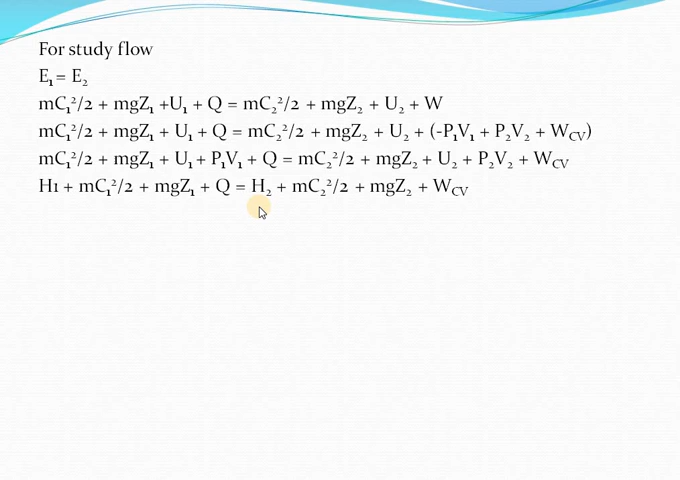 For study flow
E₁ = E₂
mC₁²/2 + mgZ₁ +U₁ + Q = mC₂²/2 + mgZ₂ + U₂ + W
mC₁²/2 + mgZ₁ + U₁ + Q = mC₂²/2 + mgZ₂ + U₂ + (-P₁V₁ + P₂V₂ + W_CV)
mC₁²/2 + mgZ₁ + U₁ + P₁V₁ + Q = mC₂²/2 + mgZ₂ + U₂ + P₂V₂ + W_CV
H1 + mC₁²/2 + mgZ₁ + Q = H₂ + mC₂²/2 + mgZ₂ + W_CV